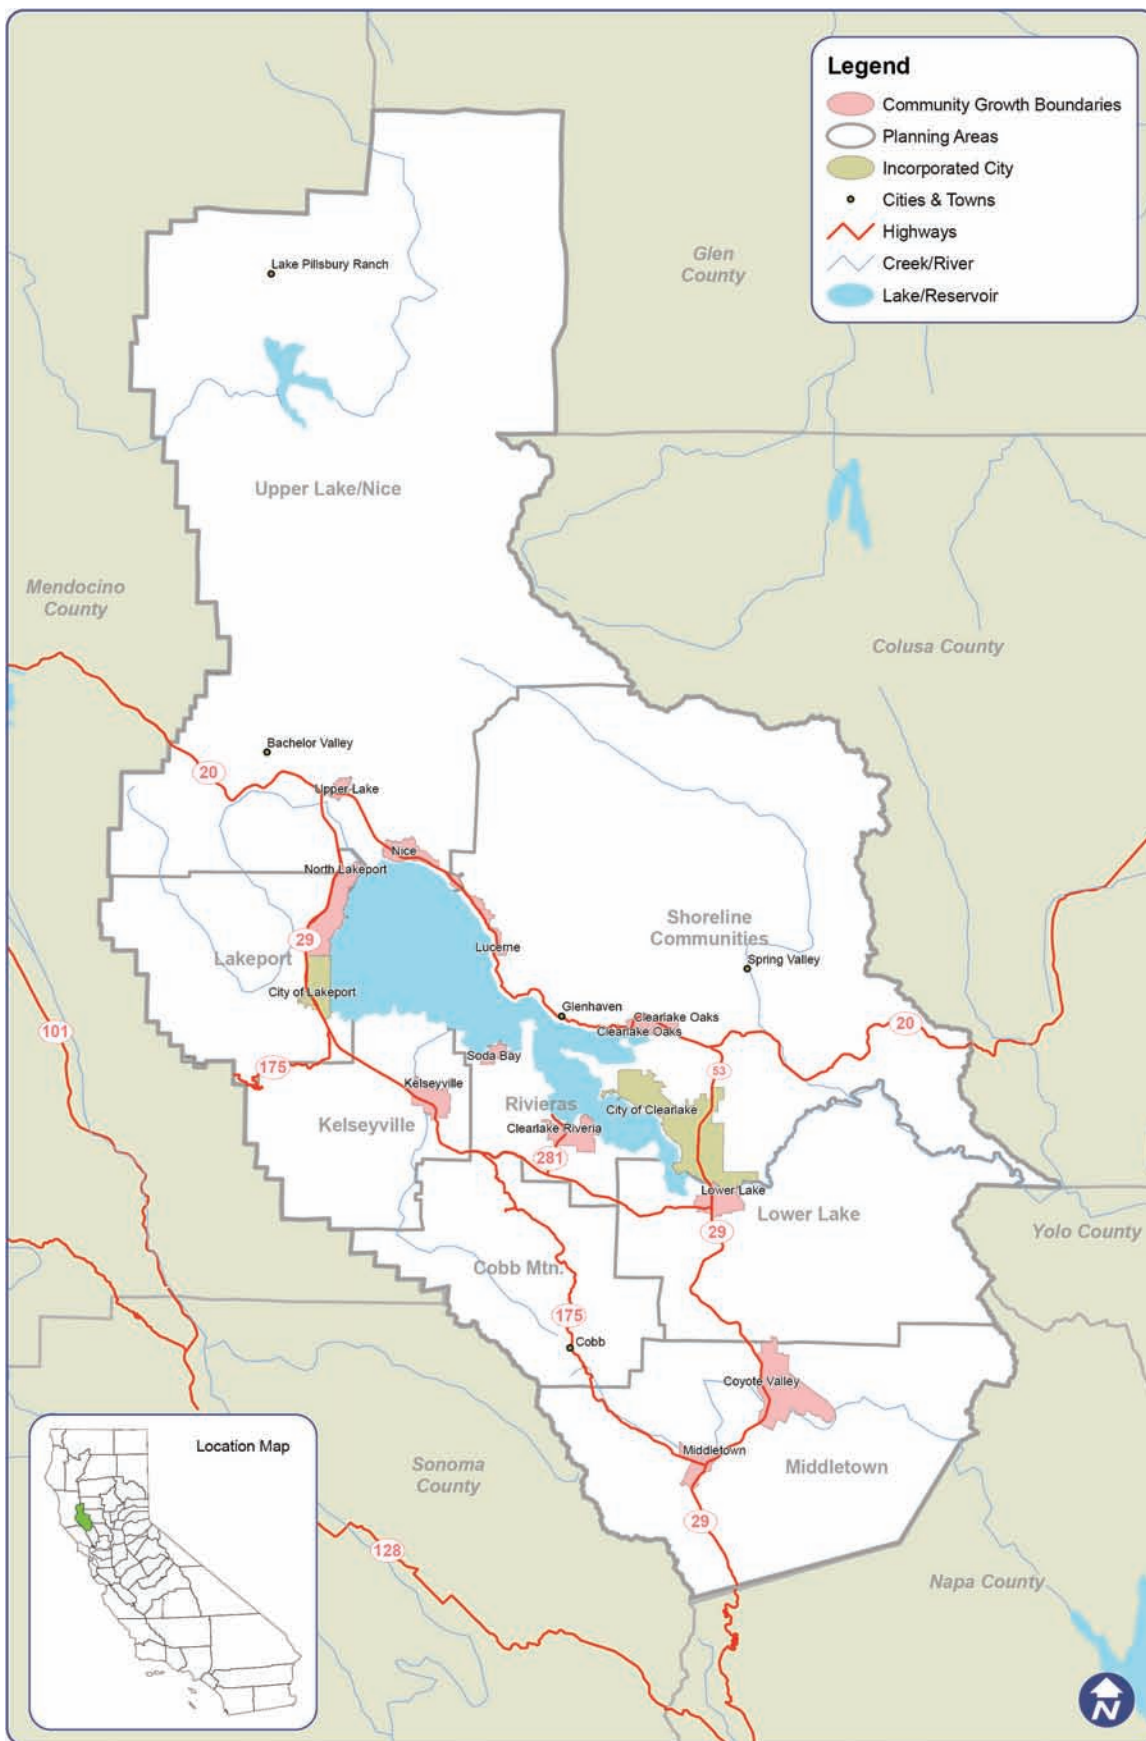 Legend
Community Growth Boundaries
Planning Areas
Incorporated City
Cities & Towns
Highways
Creek/River
Lake/Reservoir
Glen
County
Lake Pillsbury Ranch
Upper Lake/Nice
Mendocino
County
Colusa County
Bachelor Valley
20
Upper Lake
Nice
North Lakeport
Shoreline
Communities
29
Lucerne
Lakeport
Spring Valley
City of Lakeport
Glenhaven
Clearlake Oaks
Clearlake Oaks
20
101
Soda Bay
175
53
Kelseyville
Rivieras
City of Clearlake
Kelseyville
Clearlake Riveria
281
Lower Lake
Lower Lake
29
Yolo County
Cobb Mtn.
175
Cobb
Coyote Valley
Location Map
Middletown
Sonoma
County
Middletown
29
128
Napa County
N